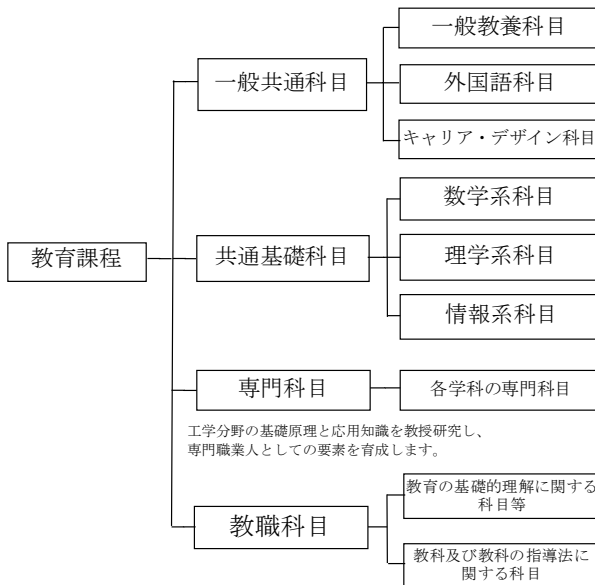 教育課程
一般共通科目
一般教養科目
外国語科目
キャリア・デザイン科目
共通基礎科目
数学系科目
理学系科目
情報系科目
専門科目
各学科の専門科目
工学分野の基礎原理と応用知識を教授研究し、
専門職業人としての要素を育成します。
教職科目
教育の基礎的理解に関する
科目等
教科及び教科の指導法に
関する科目